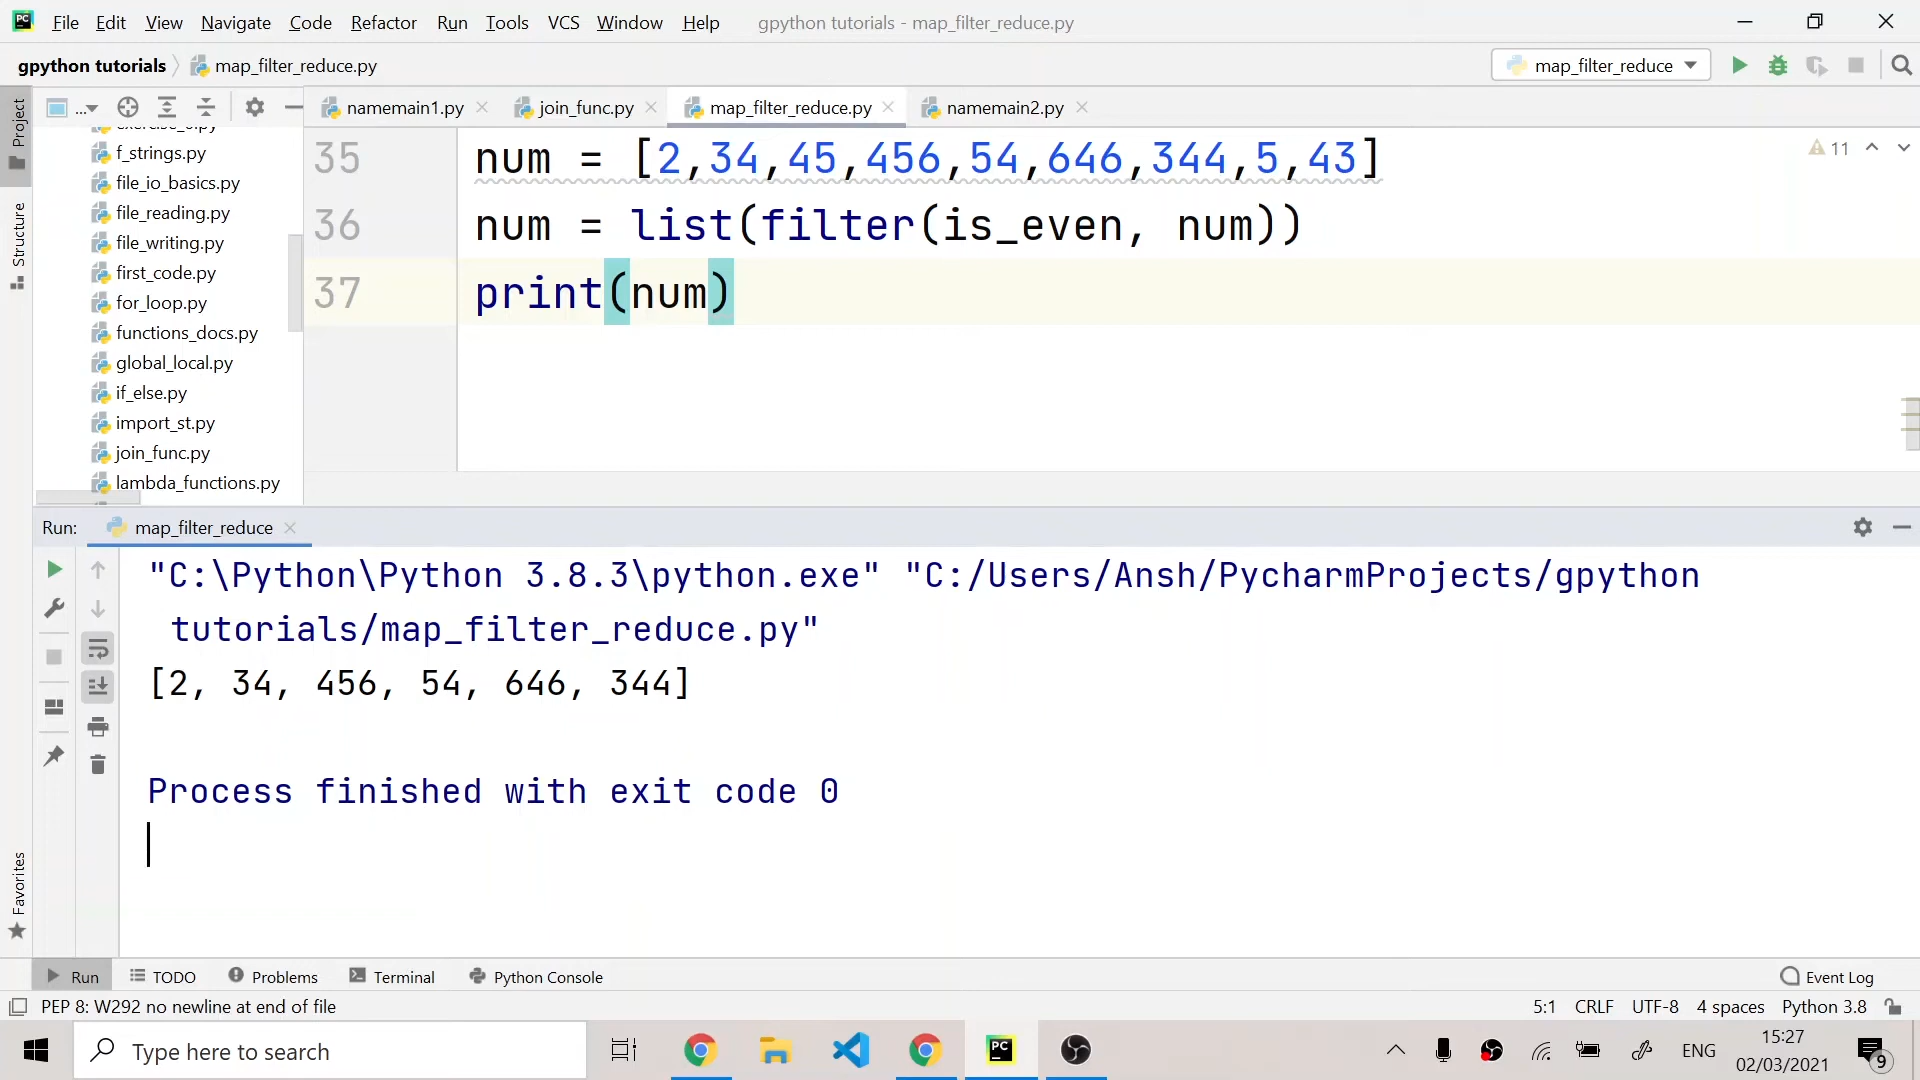 File Edit View Navigate Code Refactor Run Tools VCS Window Help gpython tutorials - map_filter_reduce.py
gpython tutorials map_filter_reduce.py map_filter_reduce
Project
Structure
Favorites
...
namemain1.py join_func.py map_filter_reduce.py namemain2.py
f_strings.py
file_io_basics.py
file_reading.py
file_writing.py
first_code.py
for_loop.py
functions_docs.py
global_local.py
if_else.py
import_st.py
join_func.py
lambda_functions.py
35 num = [2,34,45,456,54,646,344,5,43]
36 num = list(filter(is_even, num))
37 print(num)
11
Run: map_filter_reduce
"C:\Python\Python 3.8.3\python.exe" "C:/Users/Ansh/PycharmProjects/gpython
tutorials/map_filter_reduce.py"
[2, 34, 456, 54, 646, 344]
Process finished with exit code 0
Run TODO Problems Terminal Python Console Event Log
PEP 8: W292 no newline at end of file 5:1 CRLF UTF-8 4 spaces Python 3.8
Type here to search PC ENG 15:27
02/03/2021
9